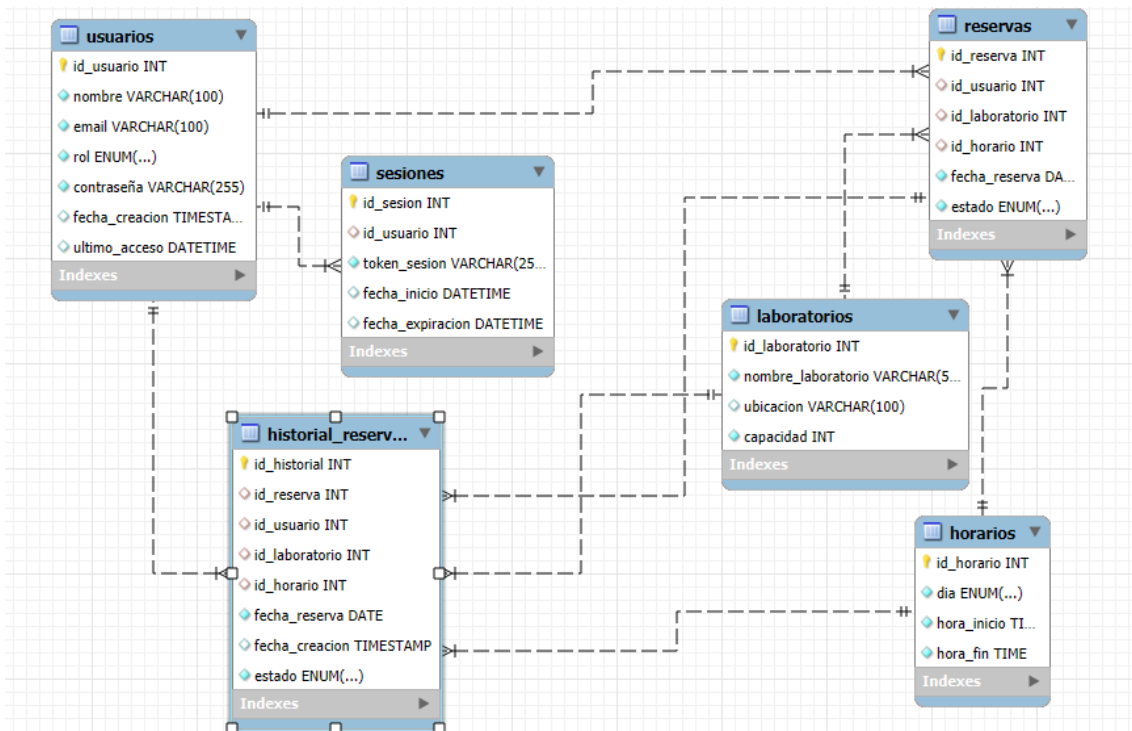 usuarios
id_usuario INT
nombre VARCHAR(100)
email VARCHAR(100)
rol ENUM(...)
contraseña VARCHAR(255)
fecha_creacion TIMESTA...
ultimo_acceso DATETIME
Indexes
sesiones
id_sesion INT
id_usuario INT
token_sesion VARCHAR(25...
fecha_inicio DATETIME
fecha_expiracion DATETIME
Indexes
reservas
id_reserva INT
id_usuario INT
id_laboratorio INT
id_horario INT
fecha_reserva DA...
estado ENUM(...)
Indexes
laboratorios
id_laboratorio INT
nombre_laboratorio VARCHAR(5...
ubicacion VARCHAR(100)
capacidad INT
Indexes
historial_reserv...
id_historial INT
id_reserva INT
id_usuario INT
id_laboratorio INT
id_horario INT
fecha_reserva DATE
fecha_creacion TIMESTAMP
estado ENUM(...)
Indexes
horarios
id_horario INT
dia ENUM(...)
hora_inicio TI...
hora_fin TIME
Indexes